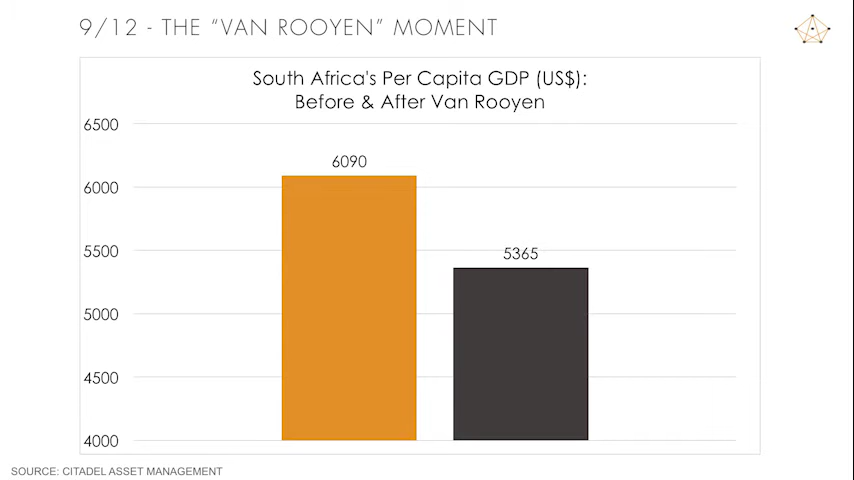 9/12 - THE “VAN ROOYEN” MOMENT
South Africa's Per Capita GDP (US$):
Before & After Van Rooyen
6500
6090
6000
5500
5365
5000
4500
4000
SOURCE: CITADEL ASSET MANAGEMENT